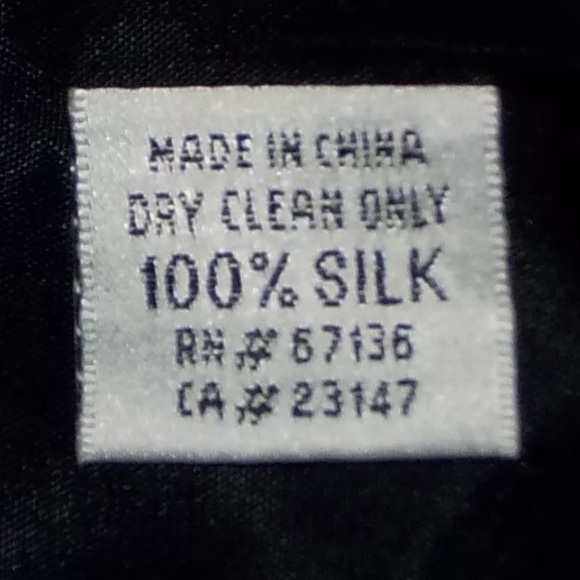 MADE IN CHINA
DRY CLEAN ONLY
100% SILK
RN # 67136
CA # 23147